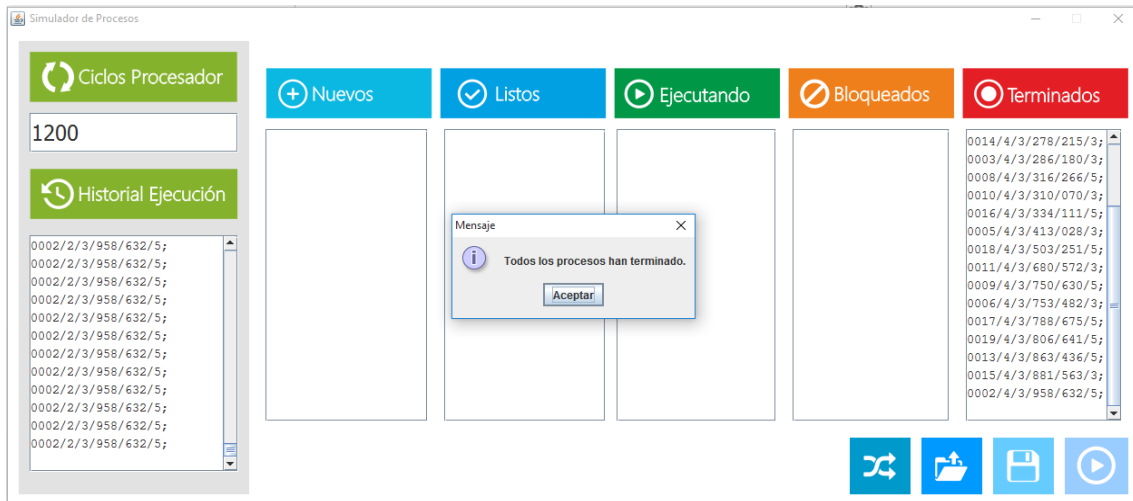 Simulador de Procesos
Ciclos Procesador
1200
Historial Ejecución
0002/2/3/958/632/5;
0002/2/3/958/632/5;
0002/2/3/958/632/5;
0002/2/3/958/632/5;
0002/2/3/958/632/5;
0002/2/3/958/632/5;
0002/2/3/958/632/5;
0002/2/3/958/632/5;
0002/2/3/958/632/5;
0002/2/3/958/632/5;
0002/2/3/958/632/5;
0002/2/3/958/632/5;
Nuevos
Listos
Ejecutando
Bloqueados
Terminados
0014/4/3/278/215/3;
0003/4/3/286/180/3;
0008/4/3/316/266/5;
0010/4/3/310/070/3;
0016/4/3/334/111/5;
0005/4/3/413/028/3;
0018/4/3/503/251/5;
0011/4/3/680/572/3;
0009/4/3/750/630/5;
0006/4/3/753/482/3;
0017/4/3/788/675/5;
0019/4/3/806/641/5;
0013/4/3/863/436/5;
0015/4/3/881/563/3;
0002/4/3/958/632/5;
Mensaje
Todos los procesos han terminado.
Aceptar